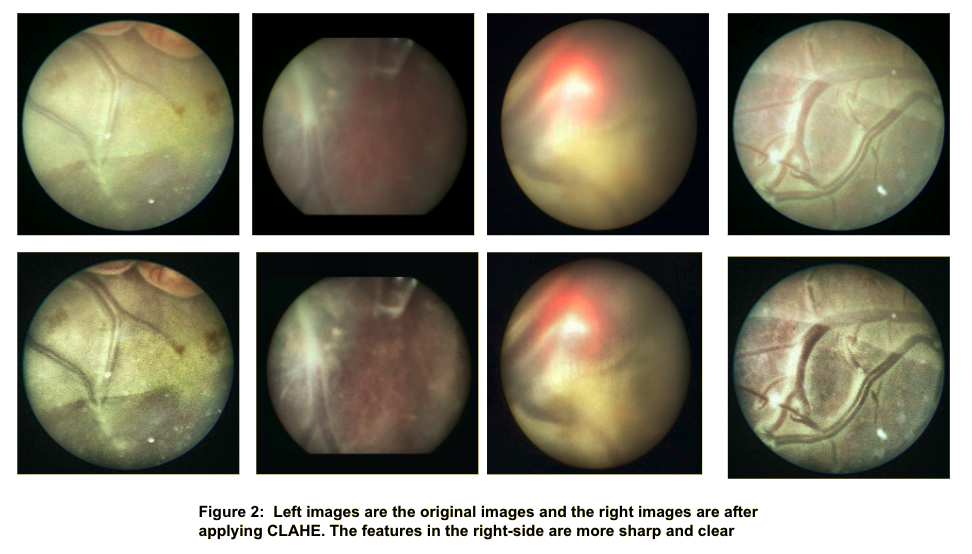 Figure 2: Left images are the original images and the right images are after
applying CLAHE. The features in the right-side are more sharp and clear